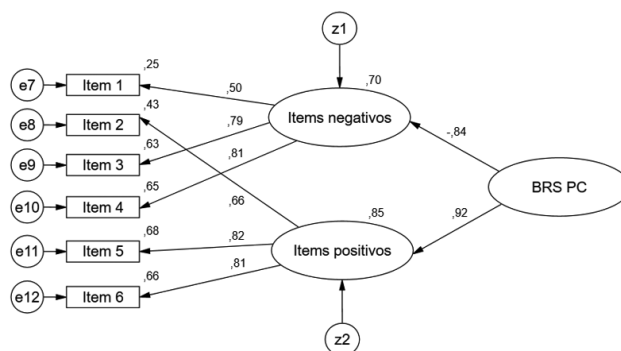 z1
,25
,70
e7
Item 1
,50
,43
e8
Item 2
Items negativos
,79
-,84
,63
e9
Item 3
,81
,65
BRS PC
e10
Item 4
,66
,85
,92
,68
e11
Item 5
,82
Items positivos
,66
,81
e12
Item 6
z2